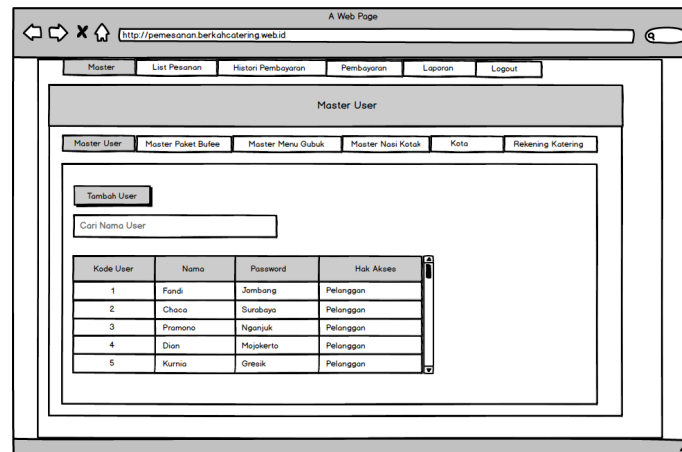 A Web Page
http://pemesanan.berkahcatering.web.id
Master List Pesanan Histori Pembayaran Pembayaran Laporan Logout
Master User
Master User Master Paket Bufee Master Menu Gubuk Master Nasi Kotak Kota Rekening Katering
Tambah User
Cari Nama User
Kode User Nama Password Hak Akses
1 Fandi Jombang Pelanggan
2 Chaca Surabaya Pelanggan
3 Pramono Nganjuk Pelanggan
4 Dian Mojokerto Pelanggan
5 Kurnia Gresik Pelanggan